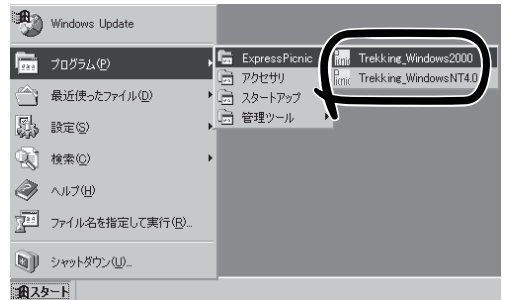 Windows Update
プログラム(P)
最近使ったファイル(D)
設定(S)
検索(C)
ヘルプ(H)
ファイル名を指定して実行(R)...
シャットダウン(U)...
スタート
ExpressPicnic
アクセサリ
スタートアップ
管理ツール
Trekking_Windows2000
Trekking_WindowsNT4.0